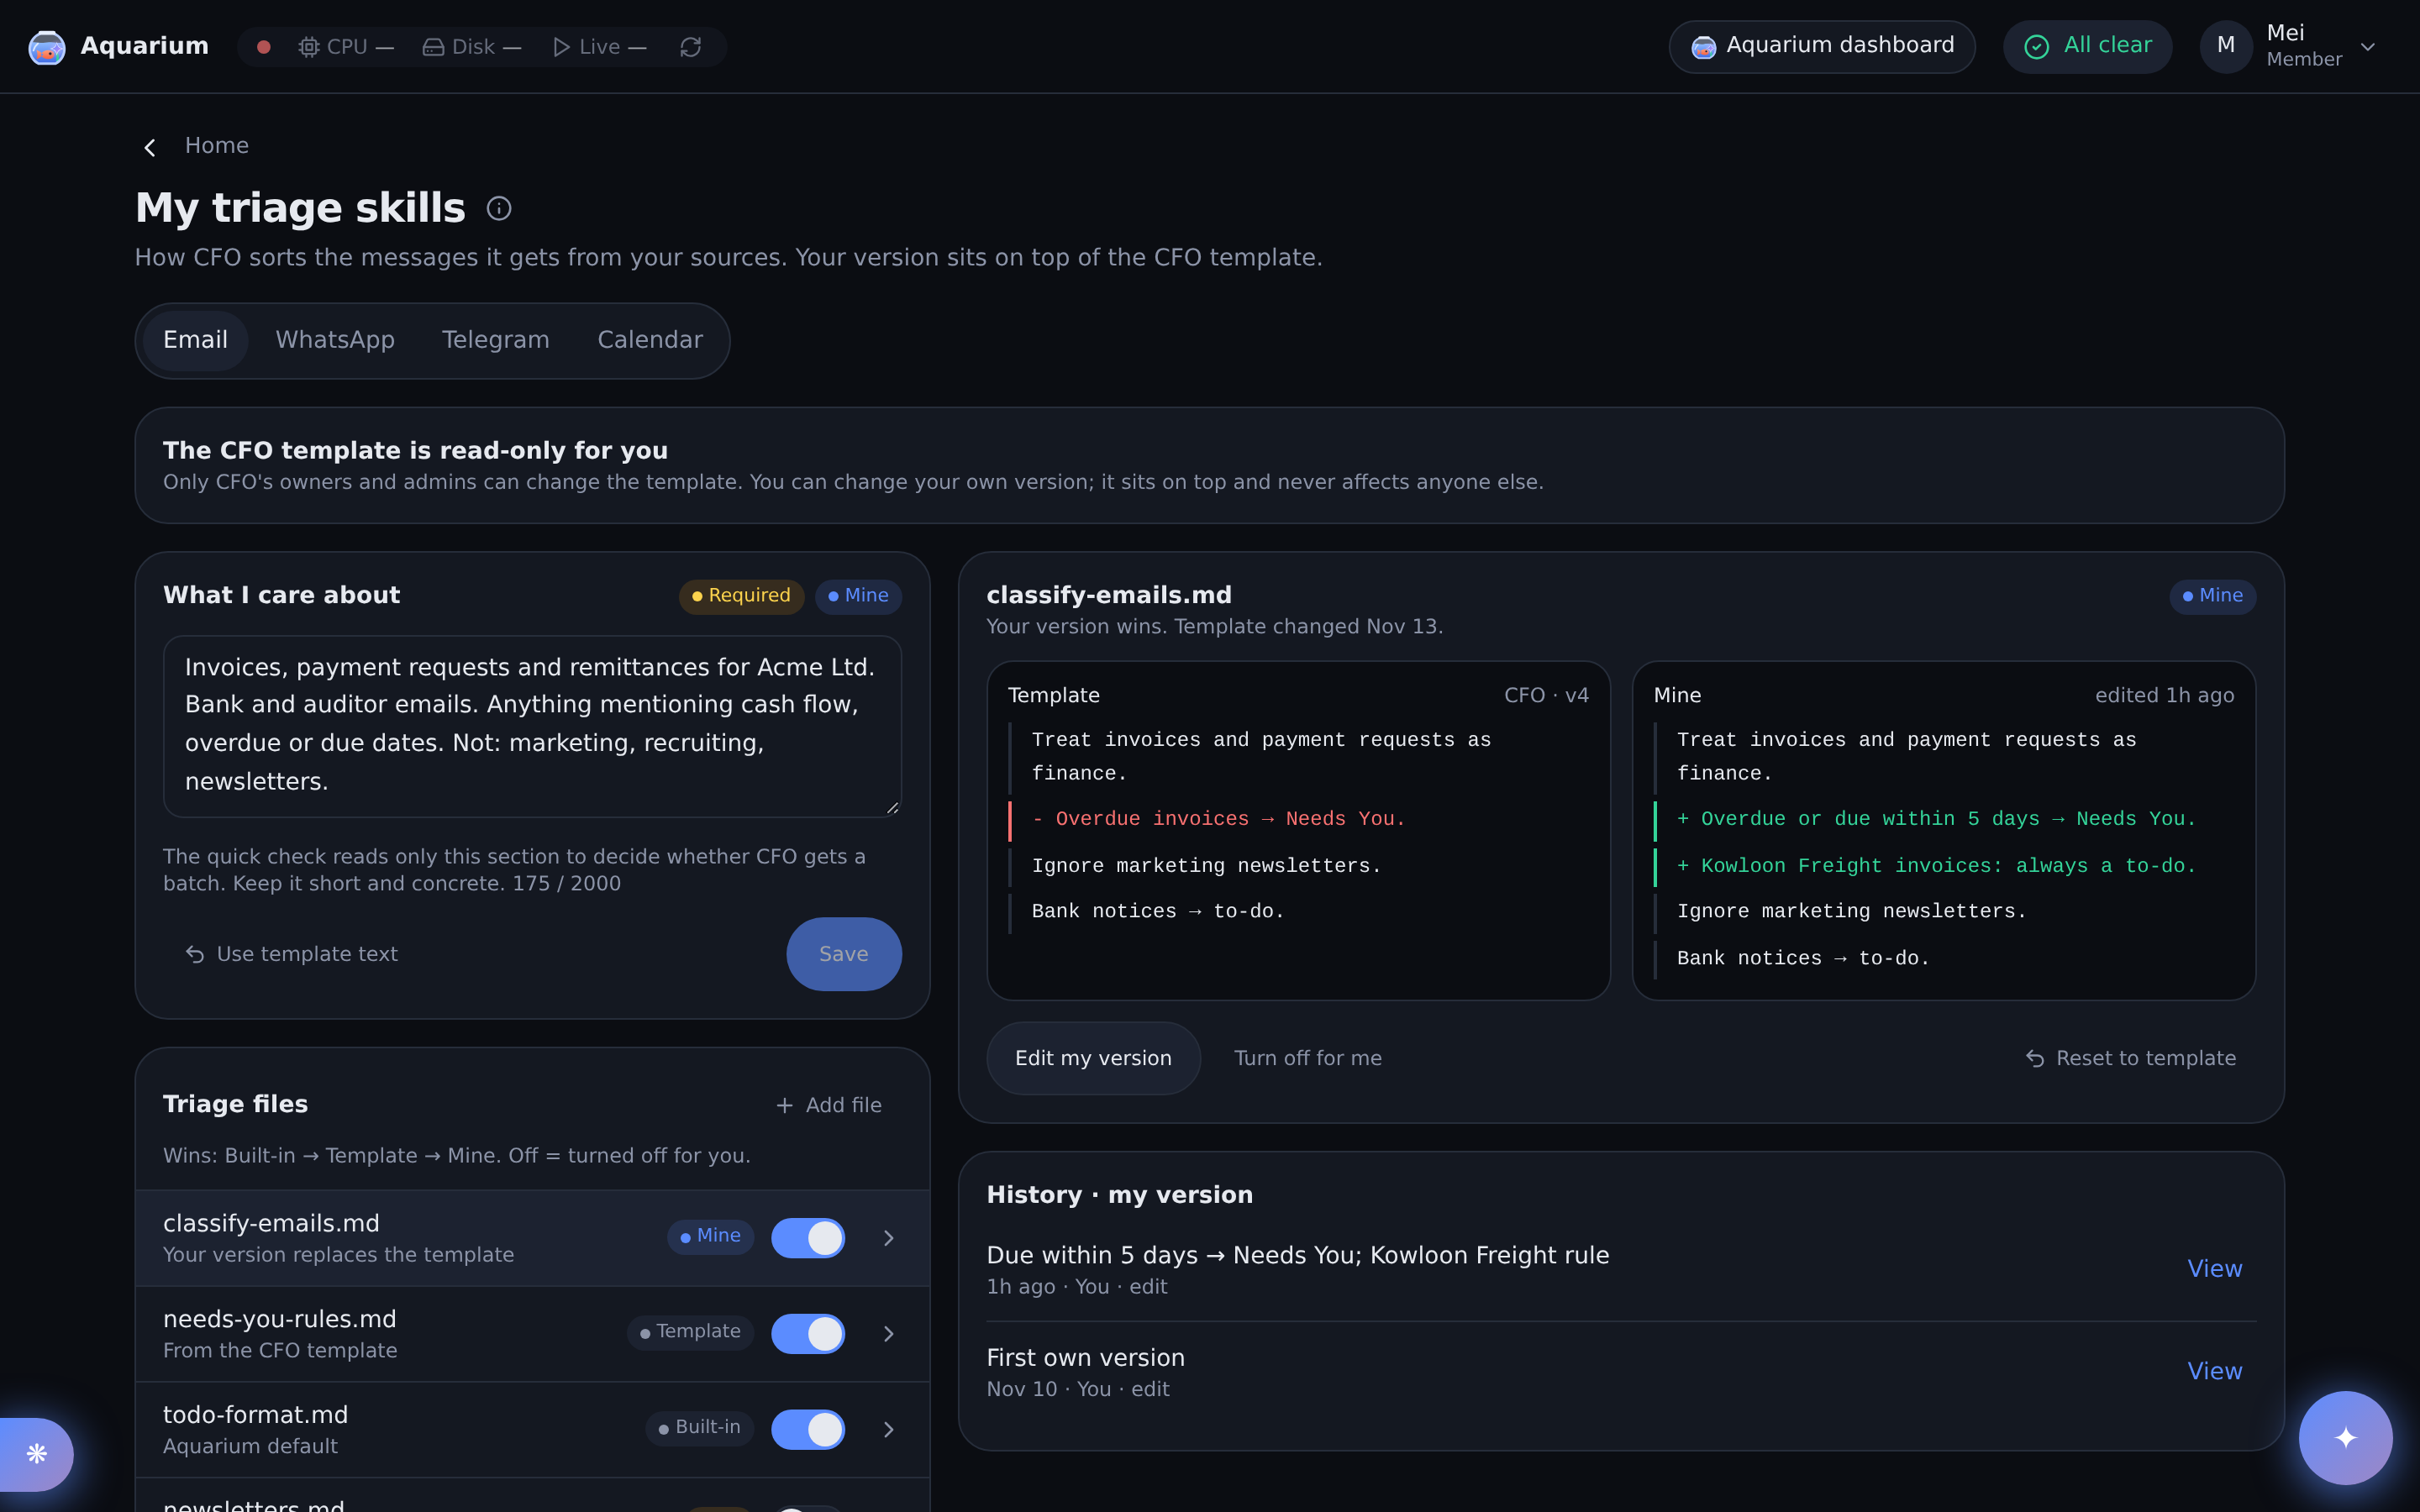 Aquarium
CPU —
Disk —
Live —
Aquarium dashboard
All clear
M
Mei
Member
Home
My triage skills
How CFO sorts the messages it gets from your sources. Your version sits on top of the CFO template.
Email
WhatsApp
Telegram
Calendar
The CFO template is read-only for you
Only CFO's owners and admins can change the template. You can change your own version; it sits on top and never affects anyone else.
What I care about
Required
Mine
Invoices, payment requests and remittances for Acme Ltd.
Bank and auditor emails. Anything mentioning cash flow,
overdue or due dates. Not: marketing, recruiting,
newsletters.
The quick check reads only this section to decide whether CFO gets a
batch. Keep it short and concrete. 175 / 2000
Use template text
Save
Triage files
Add file
Wins: Built-in → Template → Mine. Off = turned off for you.
classify-emails.md
Your version replaces the template
Mine
needs-you-rules.md
From the CFO template
Template
todo-format.md
Aquarium default
Built-in
newsletters.md
classify-emails.md
Mine
Your version wins. Template changed Nov 13.
Template
CFO · v4
Treat invoices and payment requests as
finance.
- Overdue invoices → Needs You.
Ignore marketing newsletters.
Bank notices → to-do.
Mine
edited 1h ago
Treat invoices and payment requests as
finance.
+ Overdue or due within 5 days → Needs You.
+ Kowloon Freight invoices: always a to-do.
Ignore marketing newsletters.
Bank notices → to-do.
Edit my version
Turn off for me
Reset to template
History · my version
Due within 5 days → Needs You; Kowloon Freight rule
1h ago · You · edit
View
First own version
Nov 10 · You · edit
View